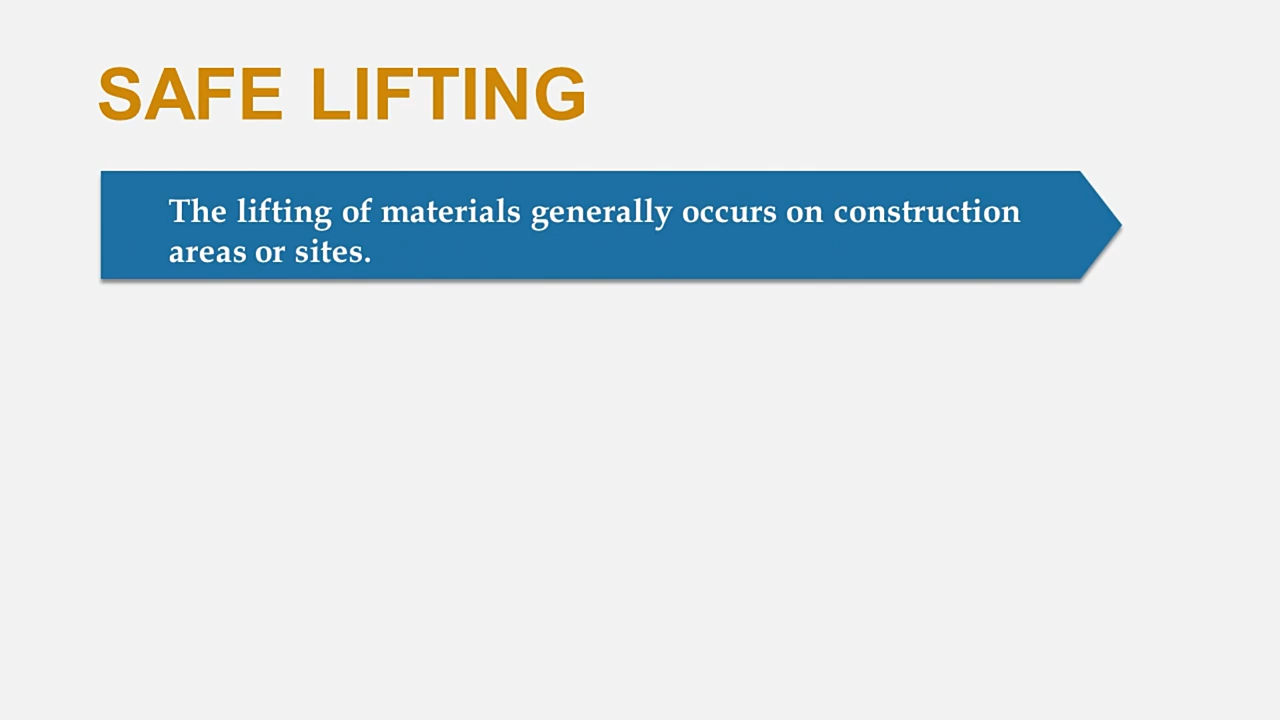 SAFE LIFTING
The lifting of materials generally occurs on construction
areas or sites.